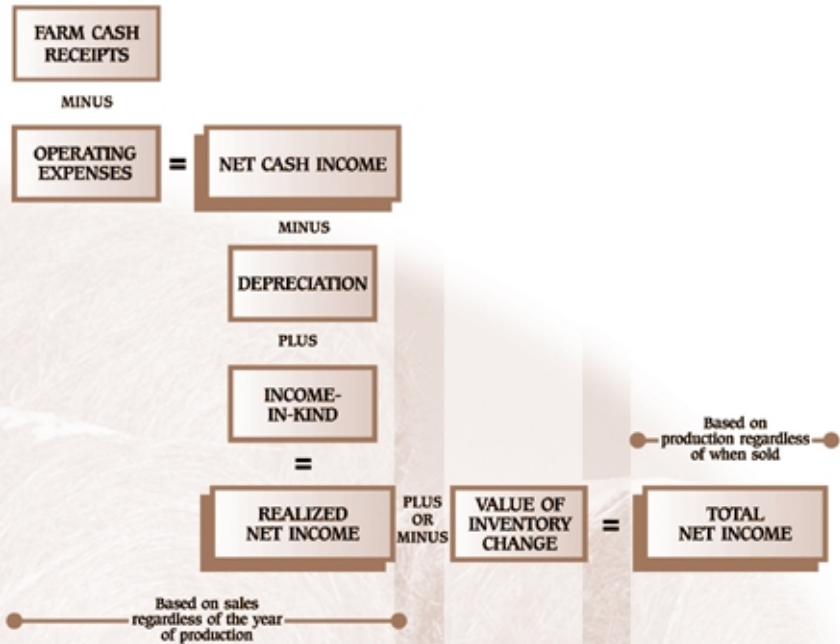 FARM CASH
RECEIPTS
MINUS
OPERATING
EXPENSES
=
NET CASH INCOME
MINUS
DEPRECIATION
PLUS
INCOME-
IN-KIND
=
REALIZED
NET INCOME
PLUS
OR
MINUS
VALUE OF
INVENTORY
CHANGE
=
TOTAL
NET INCOME
Based on
production regardless
of when sold
Based on sales
regardless of the year
of production